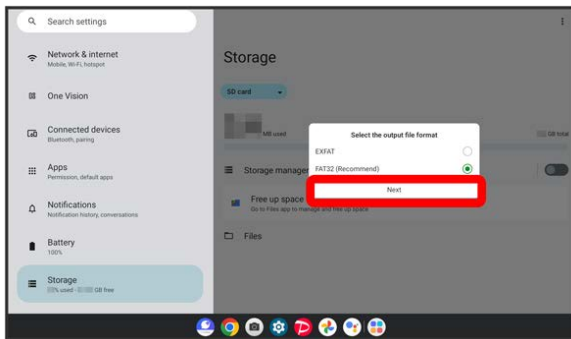 Search settings
Network & internet
Mobile, Wi-Fi, hotspot
One Vision
Connected devices
Bluetooth, pairing
Apps
Permission, default apps
Notifications
Notification history, conversations
Battery
100%
Storage
% used - GB free
Storage
SD card
MB used
GB total
Storage manager
Free up space
Go to Files app to manage and free up space
Files
Select the output file format
EXFAT
FAT32 (Recommend)
Next